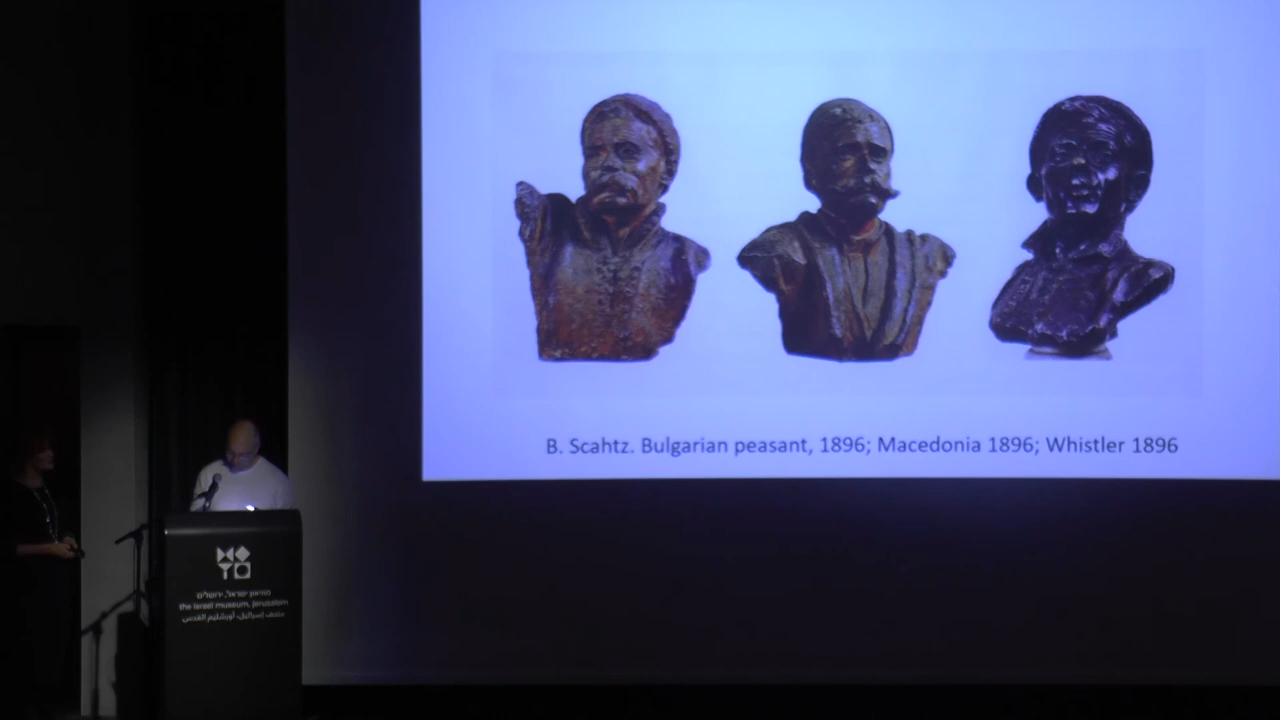 B. Scahtz. Bulgarian peasant, 1896; Macedonia 1896; Whistler 1896
מוזיאון ישראל, ירושלים
the israel museum, jerusalem
متحف إسرائيل، أورشليم القدس